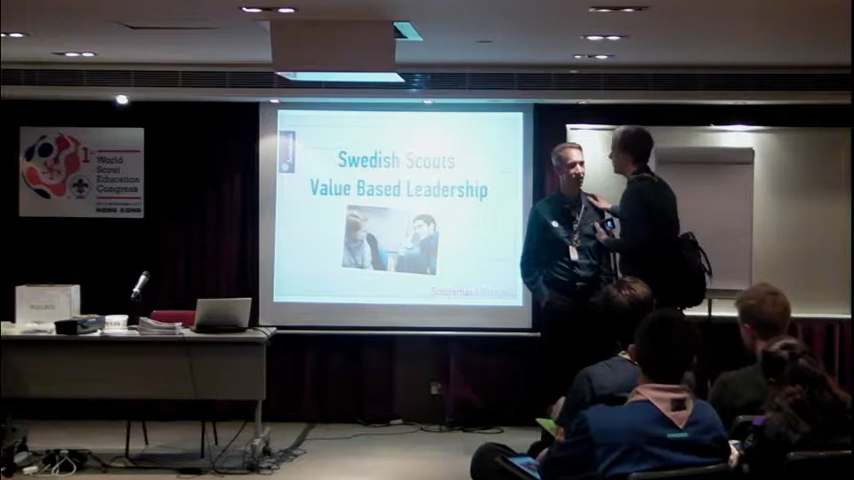 1st
World
Scout
Education
Congress
HONG KONG
Swedish Scouts
Value Based Leadership